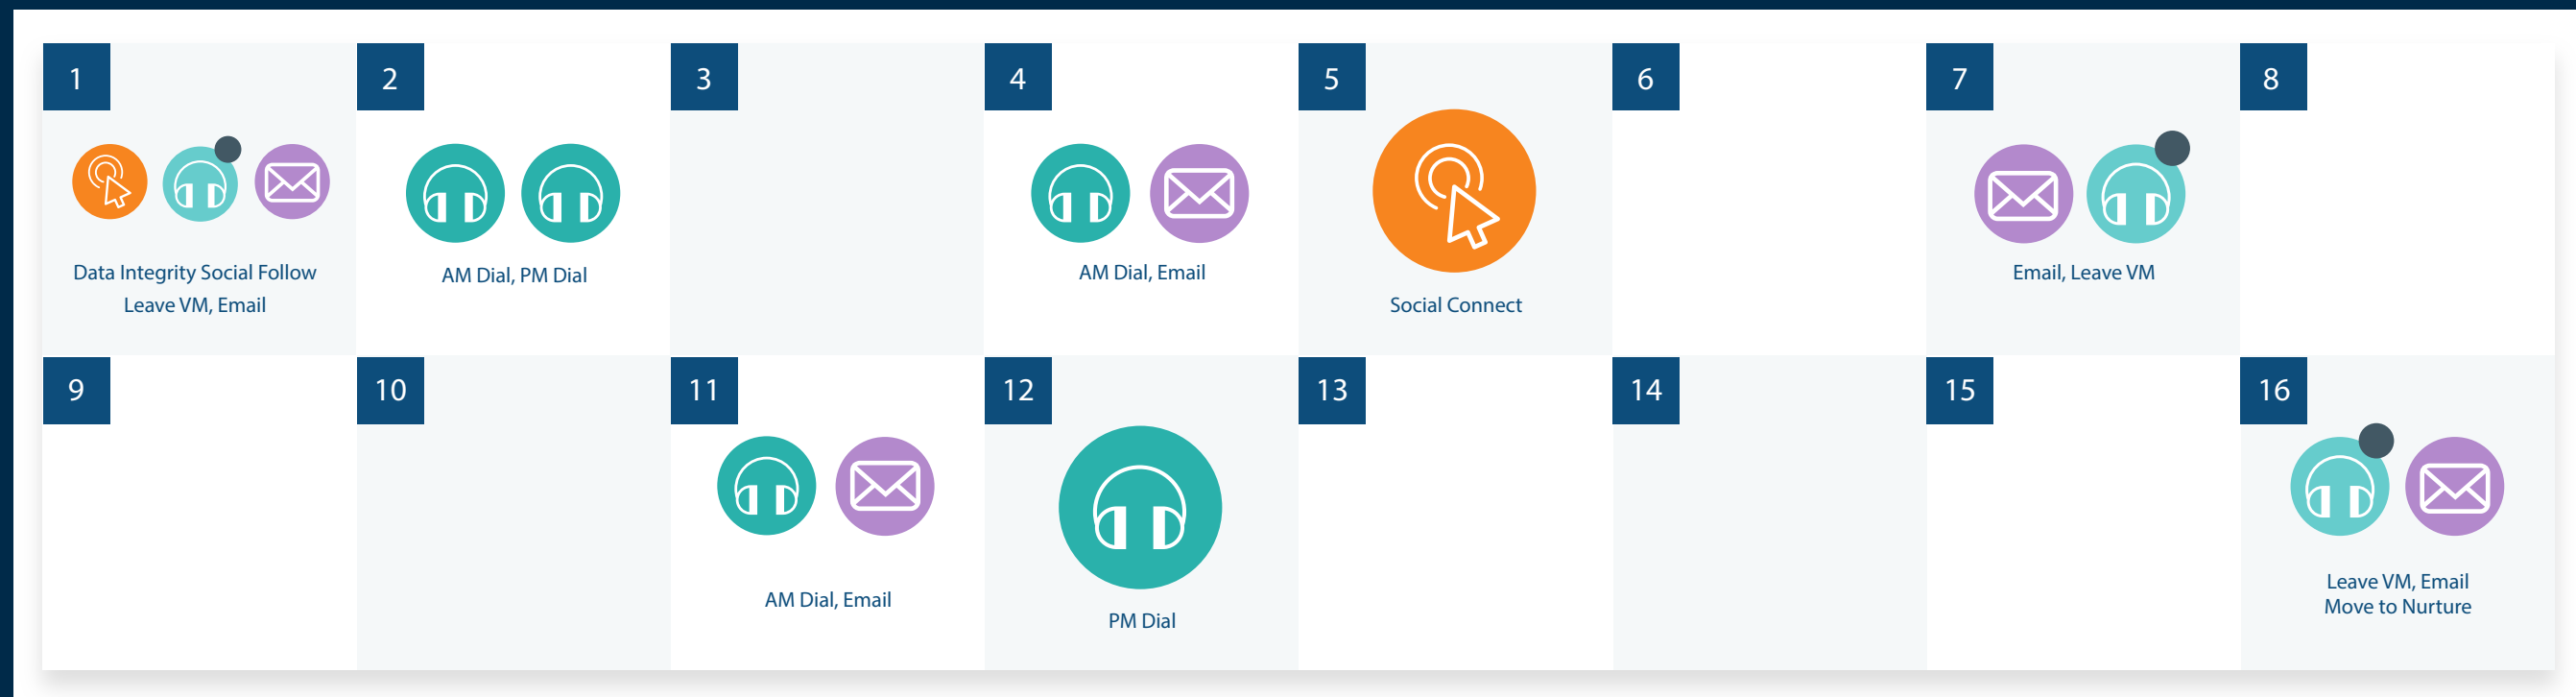 1
2
3
4
5
6
7
8
Data Integrity Social Follow
Leave VM, Email
AM Dial, PM Dial
AM Dial, Email
Social Connect
Email, Leave VM
9
10
11
12
13
14
15
16
AM Dial, Email
PM Dial
Leave VM, Email
Move to Nurture